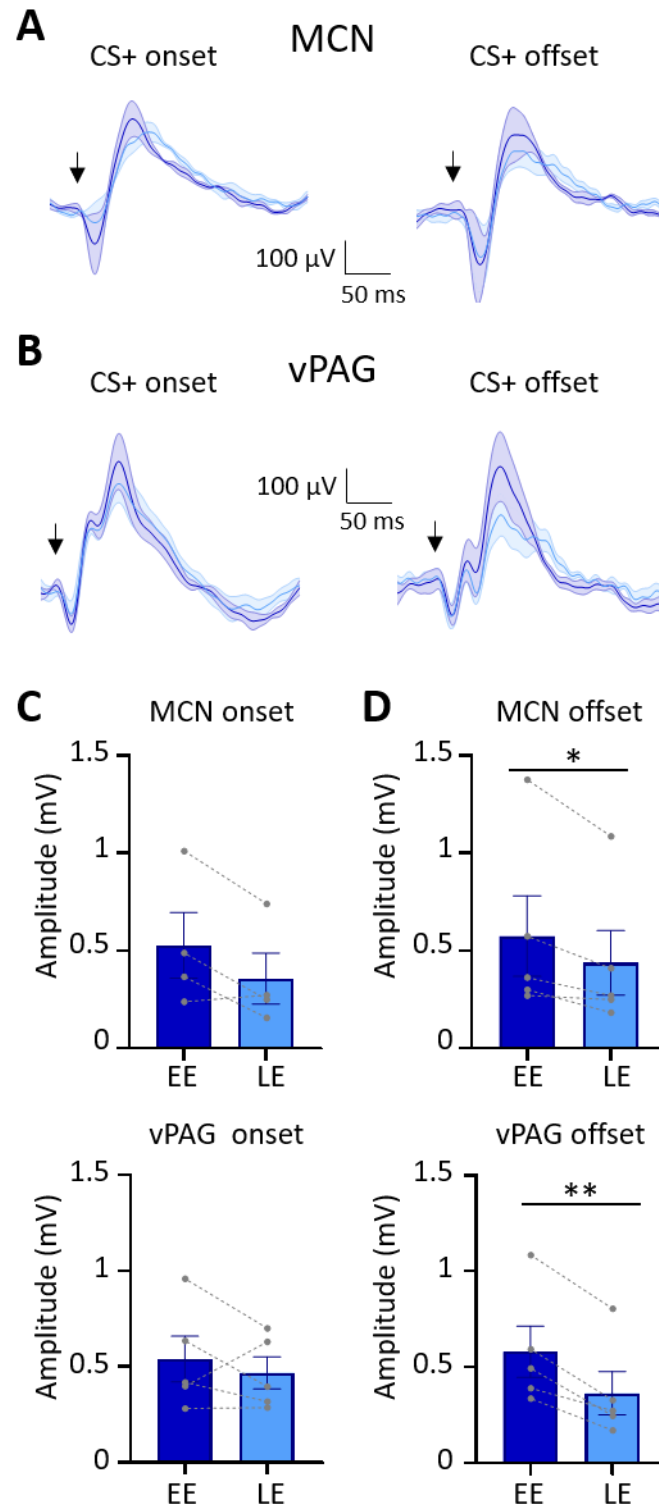 A
MCN
CS+ onset
CS+ offset
100 µV
50 ms
B
vPAG
CS+ onset
CS+ offset
100 µV
50 ms
C
MCN onset
Amplitude (mV)
1.5
1
0.5
0
EE
LE
D
MCN offset
Amplitude (mV)
1.5
1
0.5
0
*
EE
LE
vPAG onset
Amplitude (mV)
1.5
1
0.5
0
EE
LE
vPAG offset
Amplitude (mV)
1.5
1
0.5
0
**
EE
LE